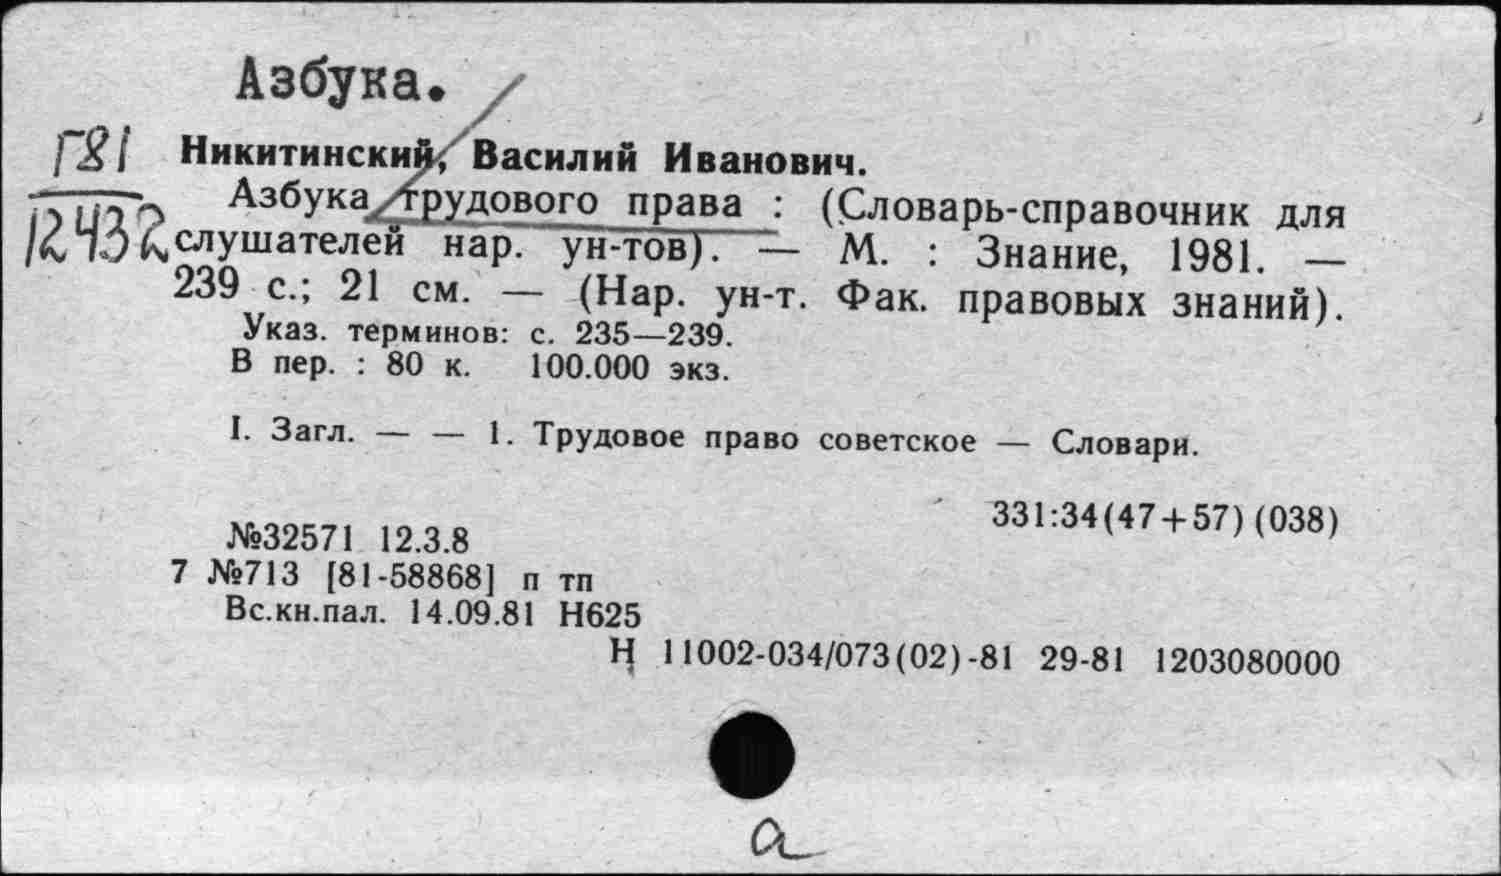 Азбука.
Г81
12432
Никитинский, Василий Иванович.
Азбука трудового права : (Словарь-справочник для
слушателей нар. ун-тов). — М. : Знание, 1981. —
239 с.; 21 см. — (Нар. ун-т. Фак. правовых знаний).
Указ. терминов: с. 235—239.
В пер. : 80 к. 100.000 экз.
I. Загл. — — 1. Трудовое право советское — Словари.
331:34(47+57)(038)
№32571 12.3.8
7 №713 [81-58868] п тп
Вс.кн.пал. 14.09.81 Н625
Н 11002-034/073(02)-81 29-81 1203080000
а